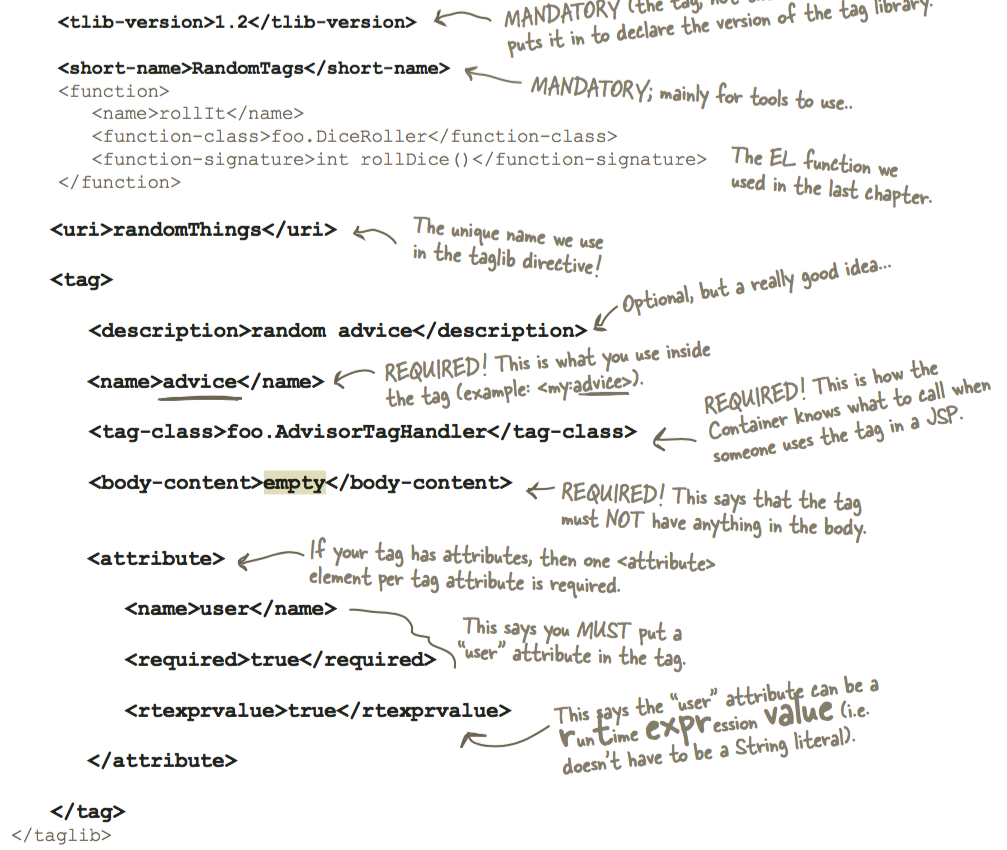 <tlib-version>1.2</tlib-version>
MANDATORY (the tag, not
puts it in to declare the version of the tag library.
<short-name>RandomTags</short-name>
MANDATORY; mainly for tools to use..
<function>
<name>rollIt</name>
<function-class>foo.DiceRoller</function-class>
<function-signature>int rollDice()</function-signature>
</function>
The EL function we
used in the last chapter.
<uri>randomThings</uri>
The unique name we use
in the taglib directive!
<tag>
Optional, but a really good idea...
<description>random advice</description>
<name>advice</name>
REQUIRED! This is what you use inside
the tag (example: <my:advice>).
<tag-class>foo.AdvisorTagHandler</tag-class>
REQUIRED! This is how the
Container knows what to call when
someone uses the tag in a JSP.
<body-content>empty</body-content>
REQUIRED! This says that the tag
must NOT have anything in the body.
<attribute>
If your tag has attributes, then one <attribute>
element per tag attribute is required.
<name>user</name>
<required>true</required>
This says you MUST put a
“user” attribute in the tag.
<rtexprvalue>true</rtexprvalue>
This says the “user” attribute can be a
runtime expression value (i.e.
doesn't have to be a String literal).
</attribute>
</tag>
</taglib>